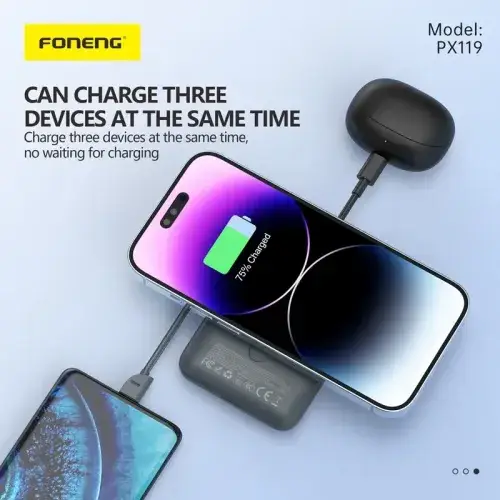 FONENG
Model:
PX119
CAN CHARGE THREE
DEVICES AT THE SAME TIME
Charge three devices at the same time,
no waiting for charging
75% Charged